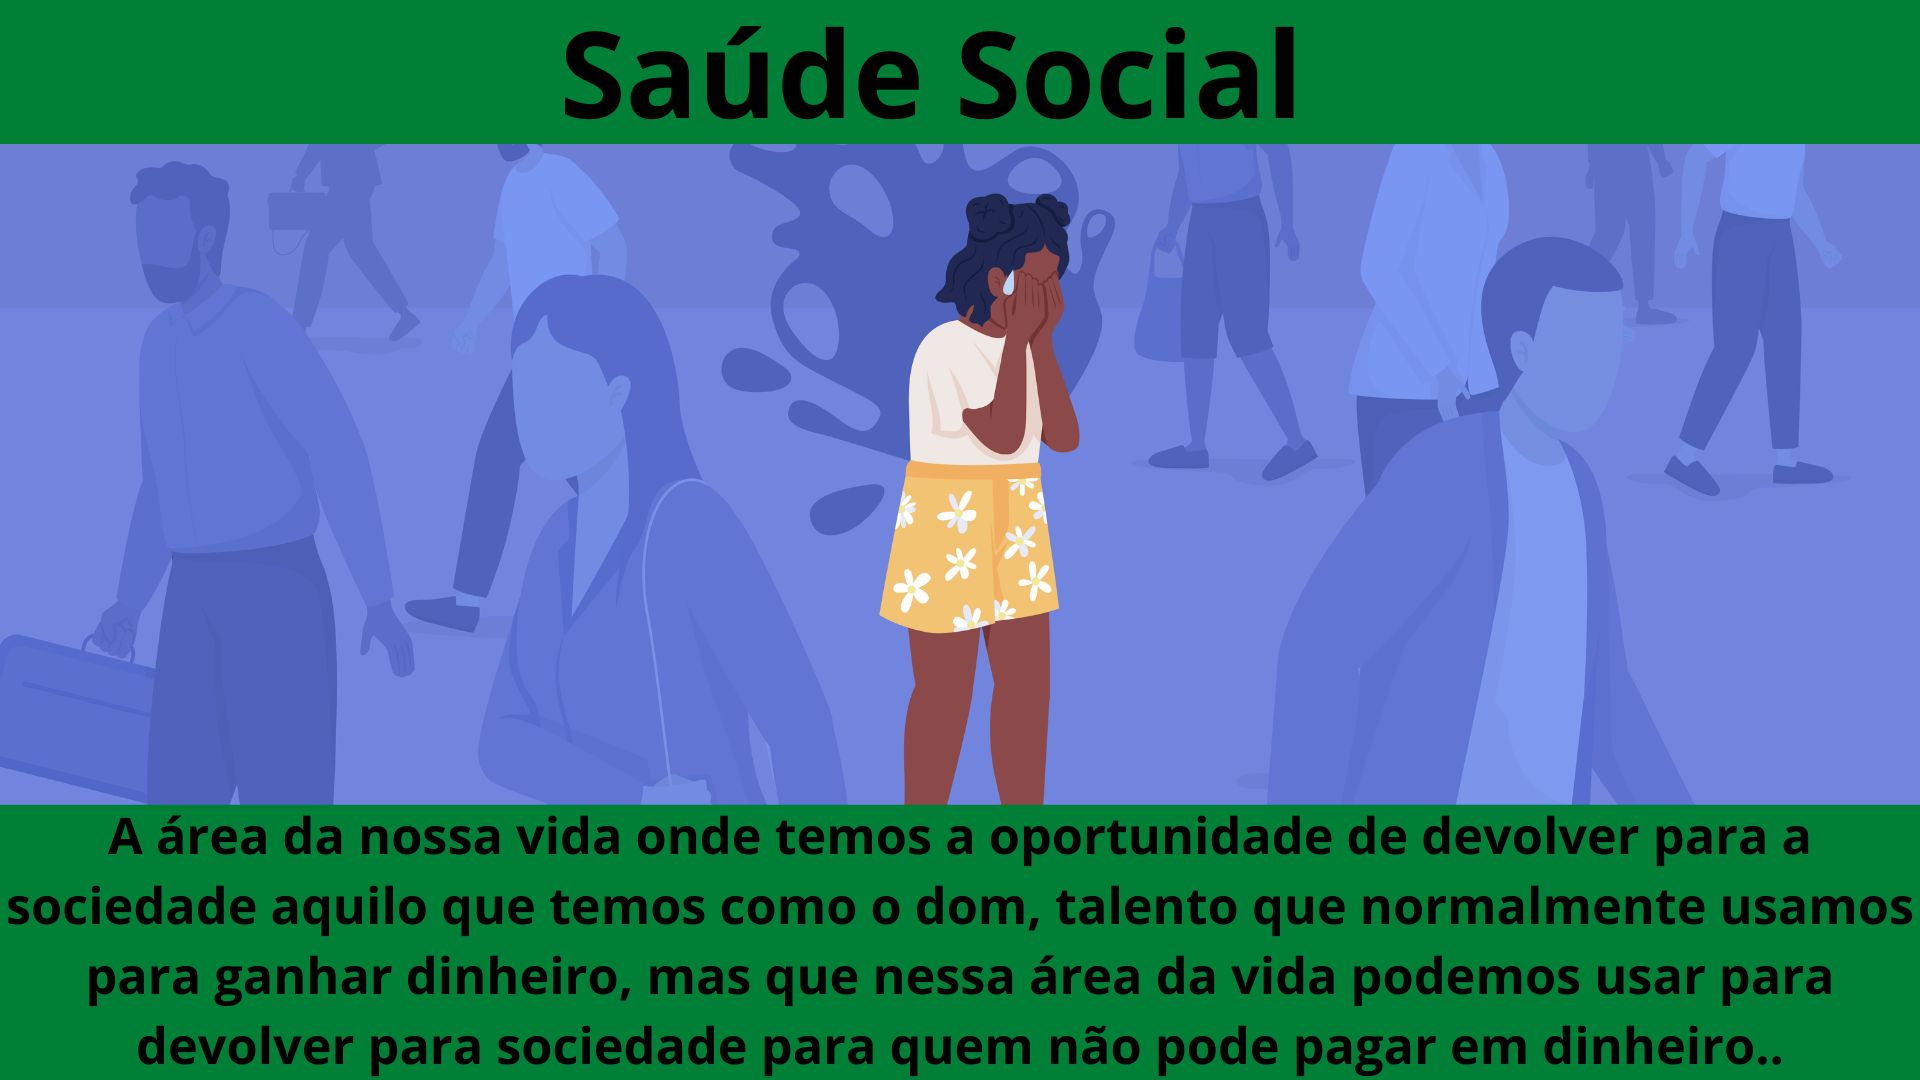 Saúde Social
A área da nossa vida onde temos a oportunidade de devolver para a
sociedade aquilo que temos como o dom, talento que normalmente usamos
para ganhar dinheiro, mas que nessa área da vida podemos usar para
devolver para sociedade para quem não pode pagar em dinheiro..